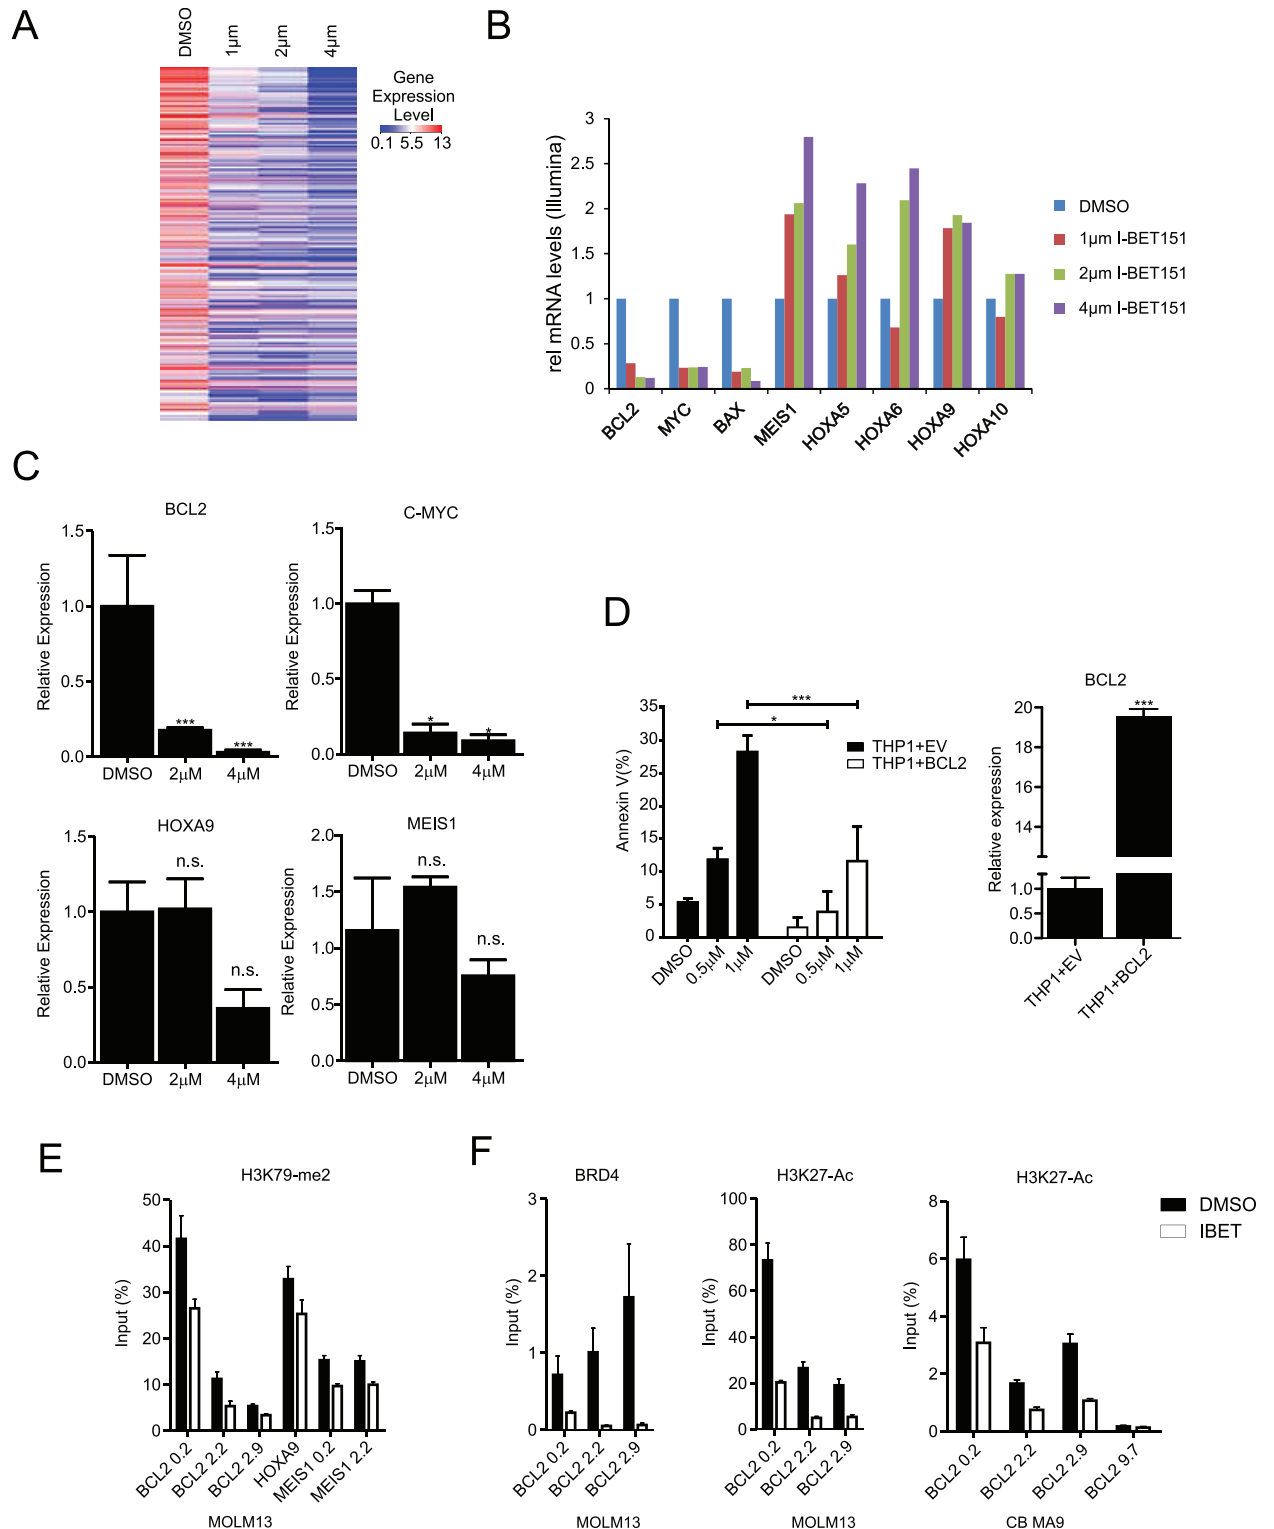 A
DMSO
1μm
2μm
4μm
Gene
Expression
Level
0.1 5.5 13
B
rel mRNA levels (Illumina)
3
2.5
2
1.5
1
0.5
0
BCL2
MYC
BAX
MEIS1
HOXA5
HOXA6
HOXA9
HOXA10
DMSO
1μm I-BET151
2μm I-BET151
4μm I-BET151
C
BCL2
Relative Expression
1.5
1.0
0.5
0.0
***
***
DMSO 2μM 4μM
C-MYC
Relative Expression
1.5
1.0
0.5
0.0
*
*
DMSO 2μM 4μM
HOXA9
Relative Expression
1.5
1.0
0.5
0.0
n.s.
n.s.
DMSO 2μM 4μM
MEIS1
Relative Expression
2.0
1.5
1.0
0.5
0.0
n.s.
n.s.
DMSO 2μM 4μM
D
Annexin V(%)
35
30
25
20
15
10
5
0
***
*
THP1+EV
THP1+BCL2
DMSO
0.5μM
1μM
DMSO
0.5μM
1μM
BCL2
Relative expression
20
18
16
14
1.0
0.5
0.0
***
THP1+EV
THP1+BCL2
E
H3K79-me2
Input (%)
50
40
30
20
10
0
BCL2 0.2
BCL2 2.2
BCL2 2.9
HOXA9
MEIS1 0.2
MEIS1 2.2
MOLM13
F
BRD4
Input (%)
3
2
1
0
BCL2 0.2
BCL2 2.2
BCL2 2.9
MOLM13
H3K27-Ac
Input (%)
100
80
60
40
20
0
BCL2 0.2
BCL2 2.2
BCL2 2.9
MOLM13
H3K27-Ac
Input (%)
8
6
4
2
0
BCL2 0.2
BCL2 2.2
BCL2 2.9
BCL2 9.7
CB MA9
DMSO
IBET